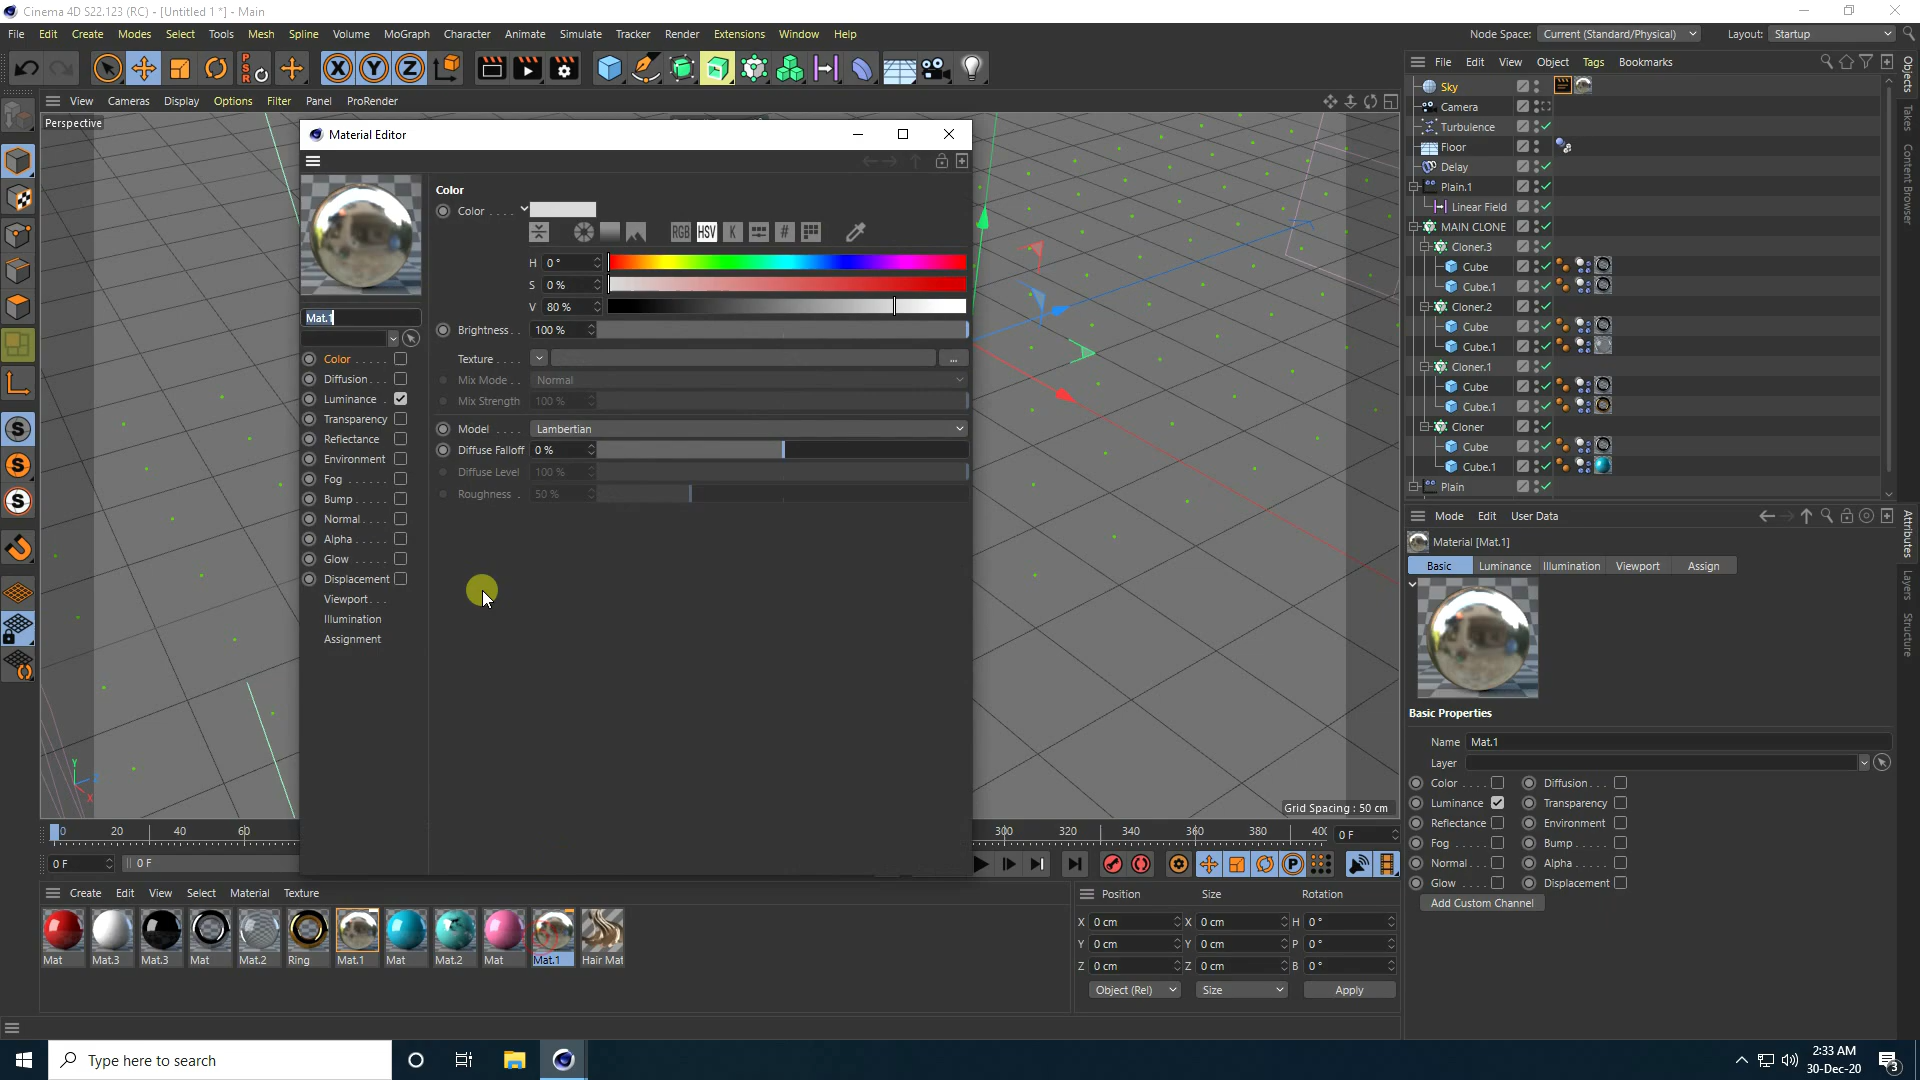 Cinema 4D S22.123 (RC) - [Untitled 1 *] - Main
File Edit Create Modes Select Tools Mesh Spline Volume MoGraph Character Animate Simulate Tracker Render Extensions Window Help
Node Space: Current (Standard/Physical) Layout: Startup
View Cameras Display Options Filter Panel ProRender
Perspective
Material Editor
Mat.1
Color
Diffusion
Luminance
Transparency
Reflectance
Environment
Fog
Bump
Normal
Alpha
Glow
Displacement
Viewport
Illumination
Assignment
Color
Color
RGB HSV K #
H 0 °
S 0 %
V 80 %
Brightness 100 %
Texture ...
Mix Mode Normal
Mix Strength 100 %
Model Lambertian
Diffuse Falloff 0 %
Diffuse Level 100 %
Roughness 50 %
Grid Spacing : 50 cm
0 20 40 60 300 320 340 360 380 400 0 F
0 F 0 F
Create Edit View Select Material Texture
Mat Mat.3 Mat.3 Mat Mat.2 Ring Mat.1 Mat Mat.2 Mat Mat.1 Hair Mat
Position Size Rotation
X 0 cm X 0 cm H 0 °
Y 0 cm Y 0 cm P 0 °
Z 0 cm Z 0 cm B 0 °
Object (Rel) Size Apply
File Edit View Object Tags Bookmarks
Sky
Camera
Turbulence
Floor
Delay
Plain.1
Linear Field
MAIN CLONE
Cloner.3
Cube
Cube.1
Cloner.2
Cube
Cube.1
Cloner.1
Cube
Cube.1
Cloner
Cube
Cube.1
Plain
Objects
Takes
Content Browser
Mode Edit User Data
Material [Mat.1]
Basic Luminance Illumination Viewport Assign
Basic Properties
Name Mat.1
Layer
Color Diffusion
Luminance Transparency
Reflectance Environment
Fog Bump
Normal Alpha
Glow Displacement
Add Custom Channel
Attributes
Layers
Structure
Type here to search
2:33 AM
30-Dec-20
3